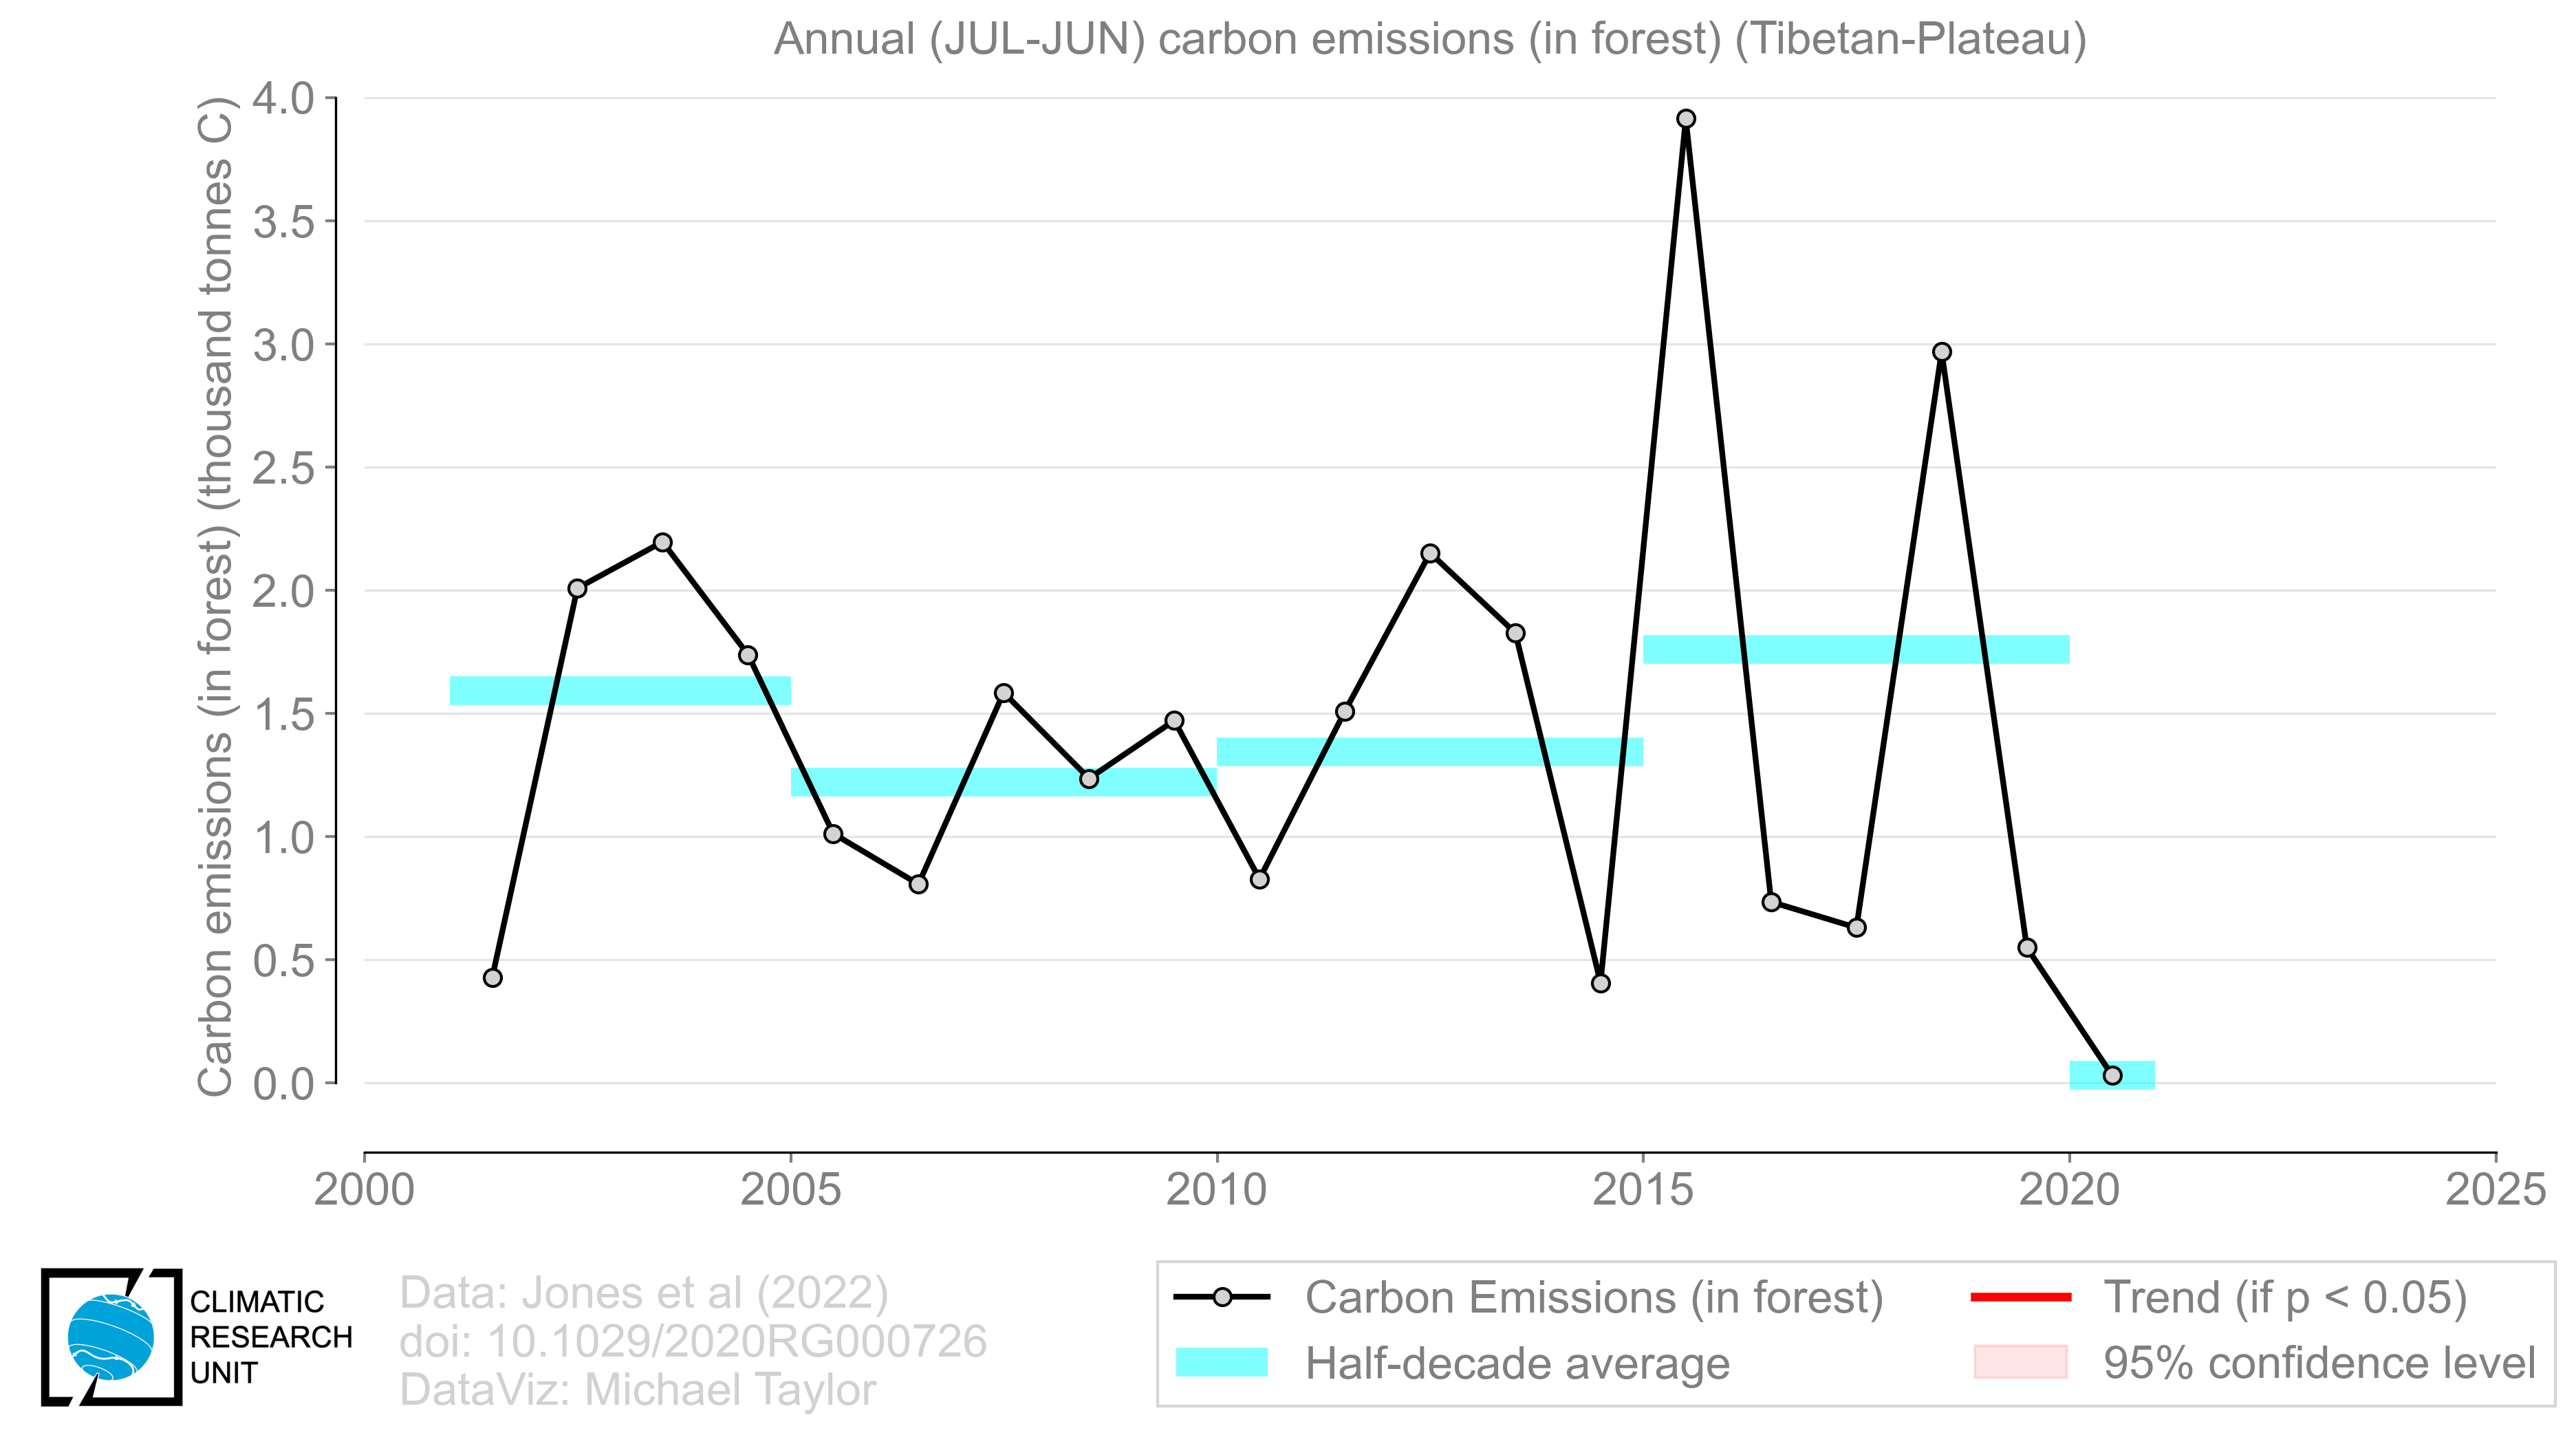 Annual (JUL-JUN) carbon emissions (in forest) (Tibetan-Plateau)
Carbon emissions (in forest) (thousand tonnes C)
4.0
3.5
3.0
2.5
2.0
1.5
1.0
0.5
0.0
2000
2005
2010
2015
2020
2025
CLIMATIC
RESEARCH
UNIT
Data: Jones et al (2022)
doi: 10.1029/2020RG000726
DataViz: Michael Taylor
Carbon Emissions (in forest)
Half-decade average
Trend (if p < 0.05)
95% confidence level